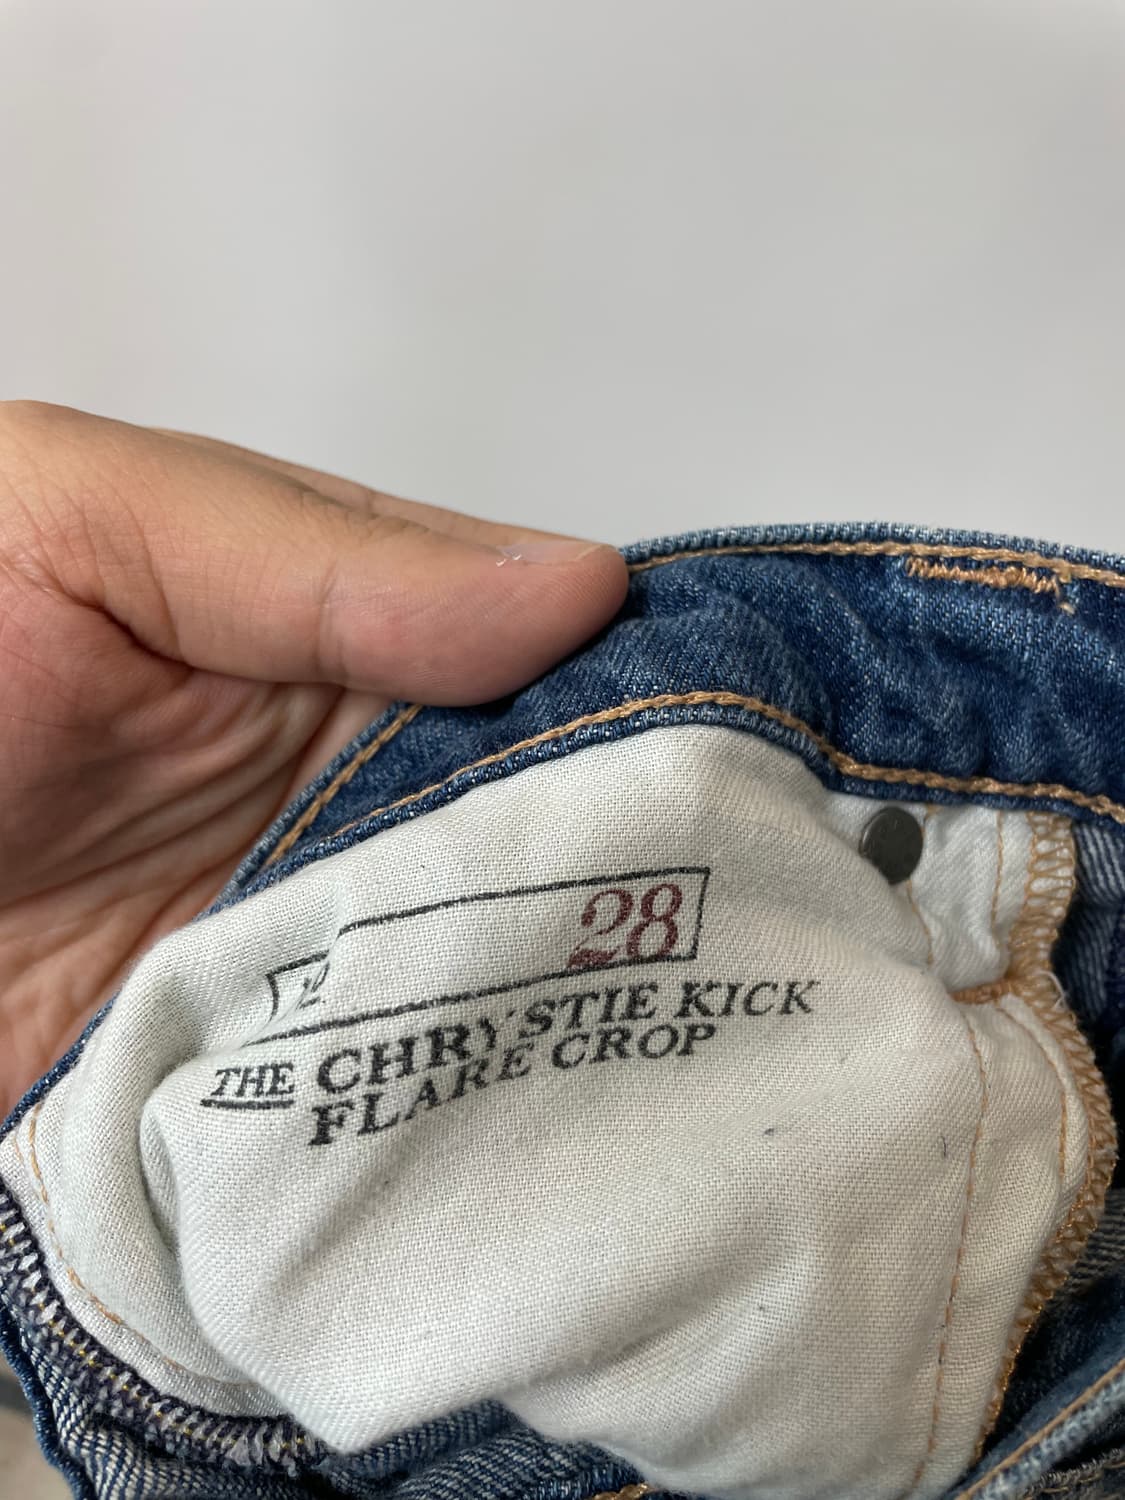 28
THE CHRYSTIE KICK
FLARE CROP